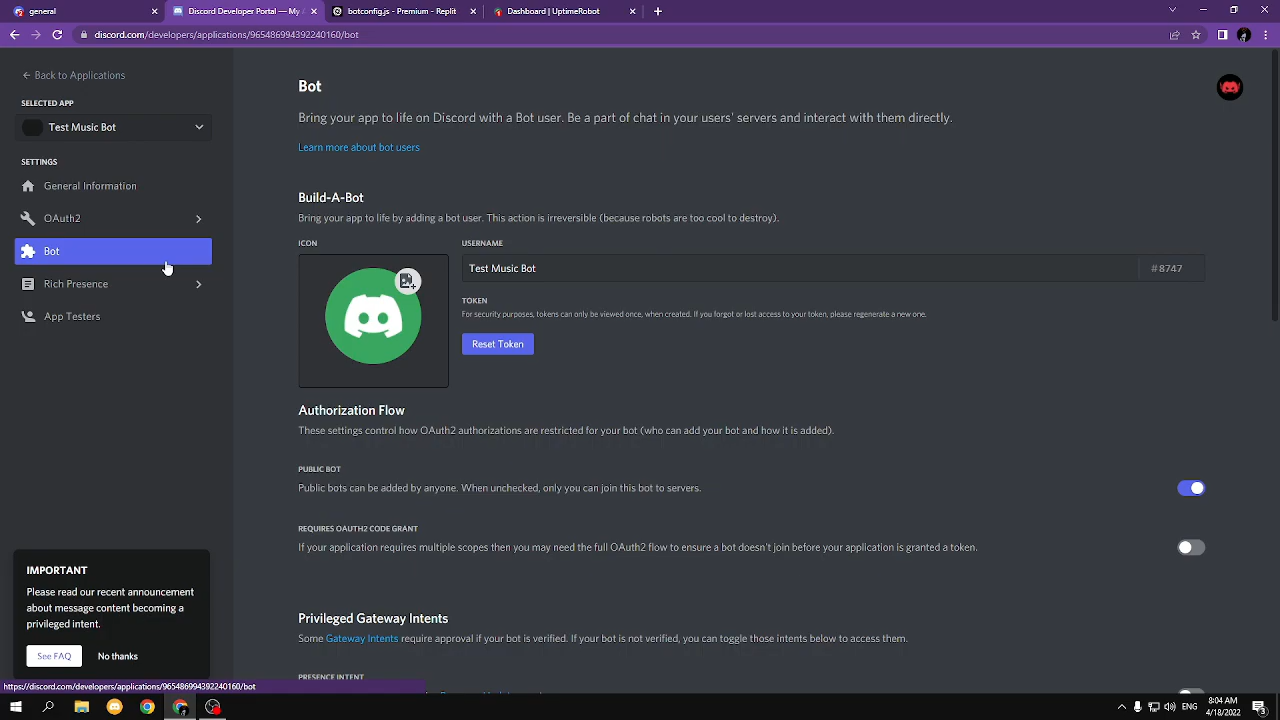 general
Discord Developer Portal — My A
botconfig.js - Premium - Replit
Dashboard | UptimeRobot
discord.com/developers/applications/965486994392240160/bot
← Back to Applications
SELECTED APP
Test Music Bot
SETTINGS
General Information
OAuth2
Bot
Rich Presence
App Testers
IMPORTANT
Please read our recent announcement
about message content becoming a
privileged intent.
See FAQ
No thanks
Bot
Bring your app to life on Discord with a Bot user. Be a part of chat in your users' servers and interact with them directly.
Learn more about bot users
Build-A-Bot
Bring your app to life by adding a bot user. This action is irreversible (because robots are too cool to destroy).
ICON
USERNAME
Test Music Bot
#8747
TOKEN
For security purposes, tokens can only be viewed once, when created. If you forgot or lost access to your token, please regenerate a new one.
Reset Token
Authorization Flow
These settings control how OAuth2 authorizations are restricted for your bot (who can add your bot and how it is added).
PUBLIC BOT
Public bots can be added by anyone. When unchecked, only you can join this bot to servers.
REQUIRES OAUTH2 CODE GRANT
If your application requires multiple scopes then you may need the full OAuth2 flow to ensure a bot doesn't join before your application is granted a token.
Privileged Gateway Intents
Some Gateway Intents require approval if your bot is verified. If your bot is not verified, you can toggle those intents below to access them.
PRESENCE INTENT
https://discord.com/developers/applications/965486994392240160/bot
ENG
8:04 AM
4/18/2022